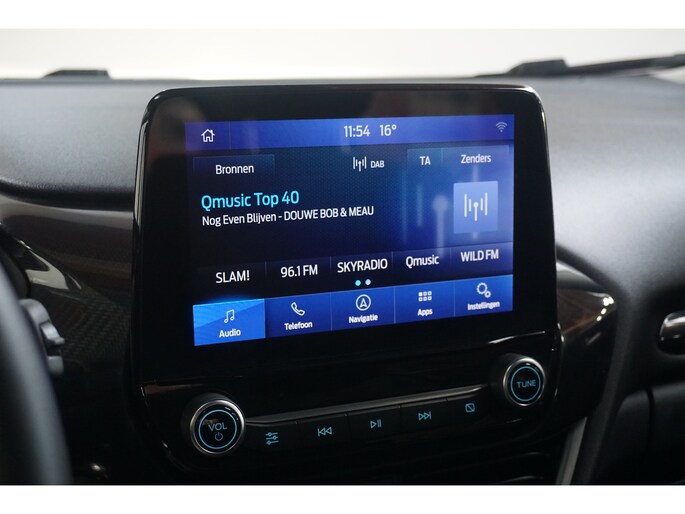 11:54 16°
Bronnen DAB TA Zenders
Qmusic Top 40
Nog Even Blijven - DOUWE BOB & MEAU
SLAM! 96.1 FM SKYRADIO Qmusic WILD FM
Audio Telefoon Navigatie Apps Instellingen
VOL TUNE